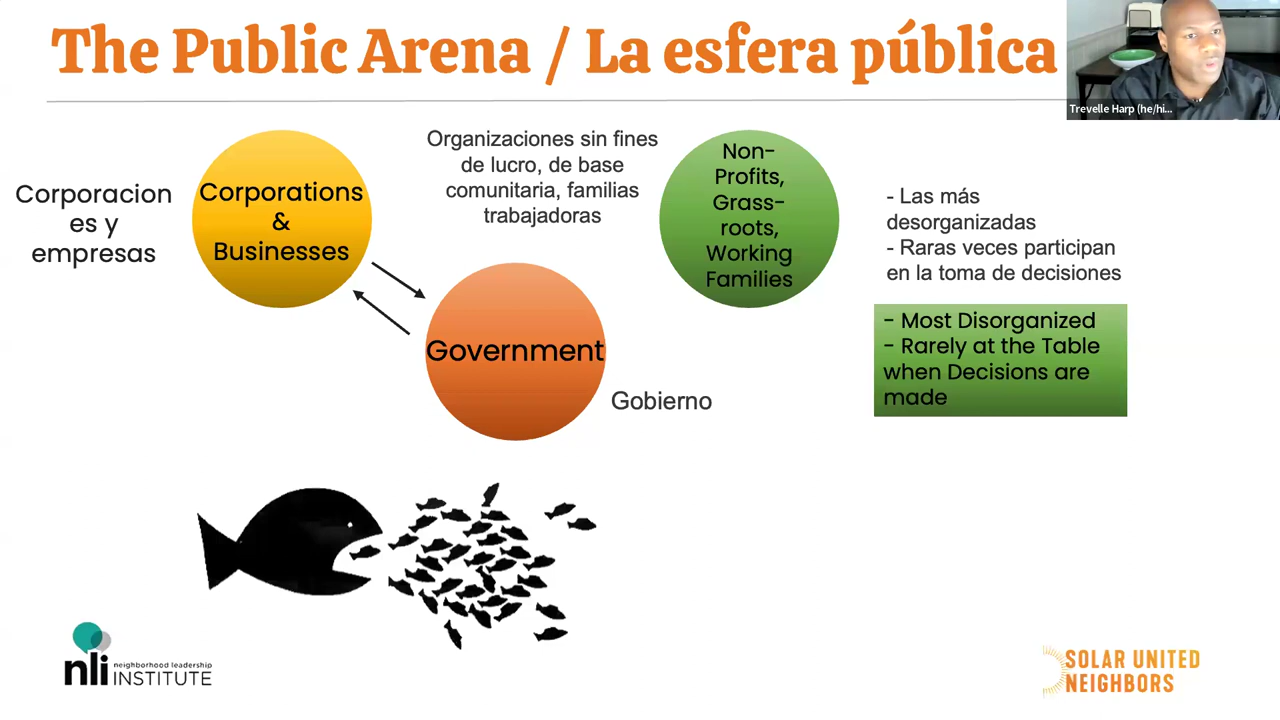 The Public Arena / La esfera pública
Trevelle Harp (he/hi...
Corporacion
es y
empresas
Corporations
&
Businesses
Organizaciones sin fines
de lucro, de base
comunitaria, familias
trabajadoras
Non-
Profits,
Grass-
roots,
Working
Families
- Las más
desorganizadas
- Raras veces participan
en la toma de decisiones
- Most Disorganized
- Rarely at the Table
when Decisions are
made
Government
Gobierno
nli neighborhood leadership
INSTITUTE
SOLAR UNITED
NEIGHBORS